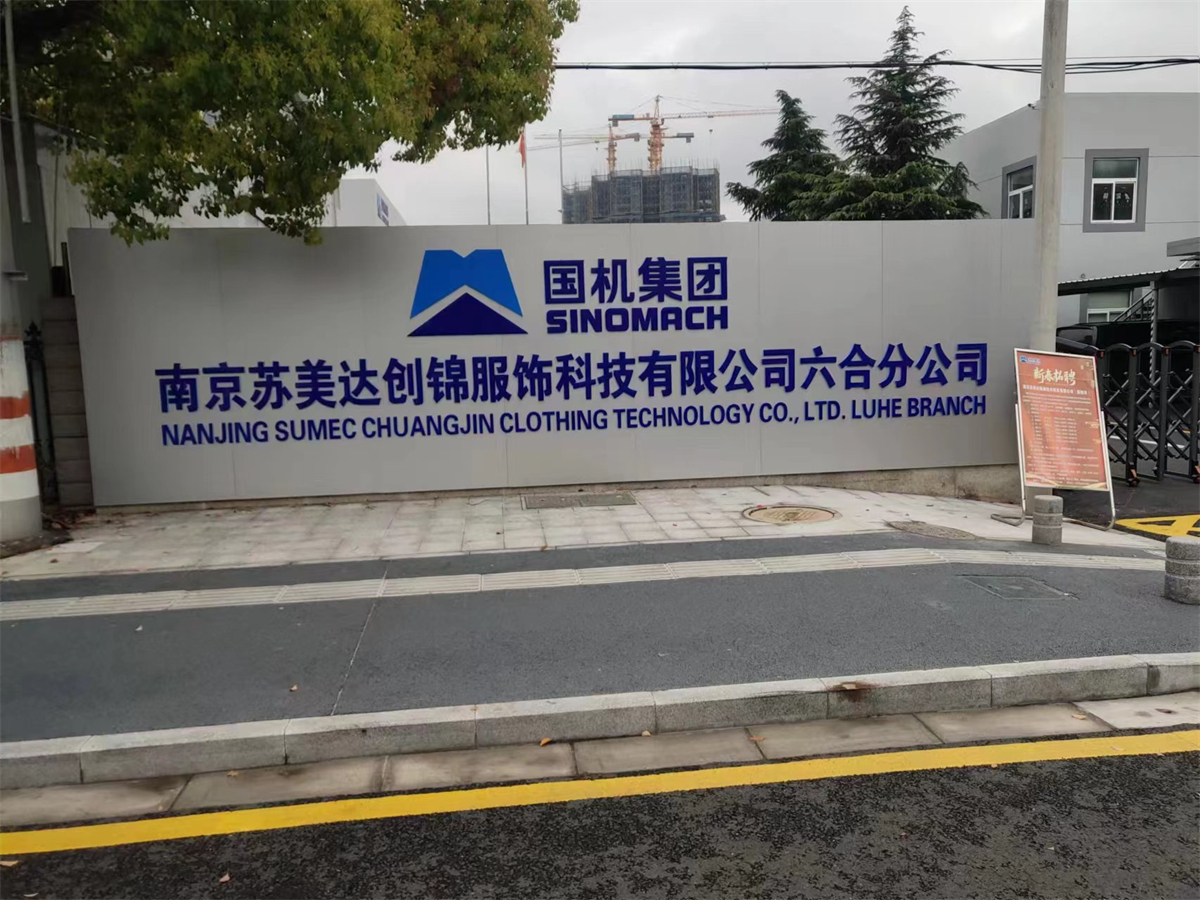 国机集团
SINOMACH
南京苏美达创锦服饰科技有限公司六合分公司
NANJING SUMEC CHUANGJIN CLOTHING TECHNOLOGY CO., LTD. LUHE BRANCH
新春招聘